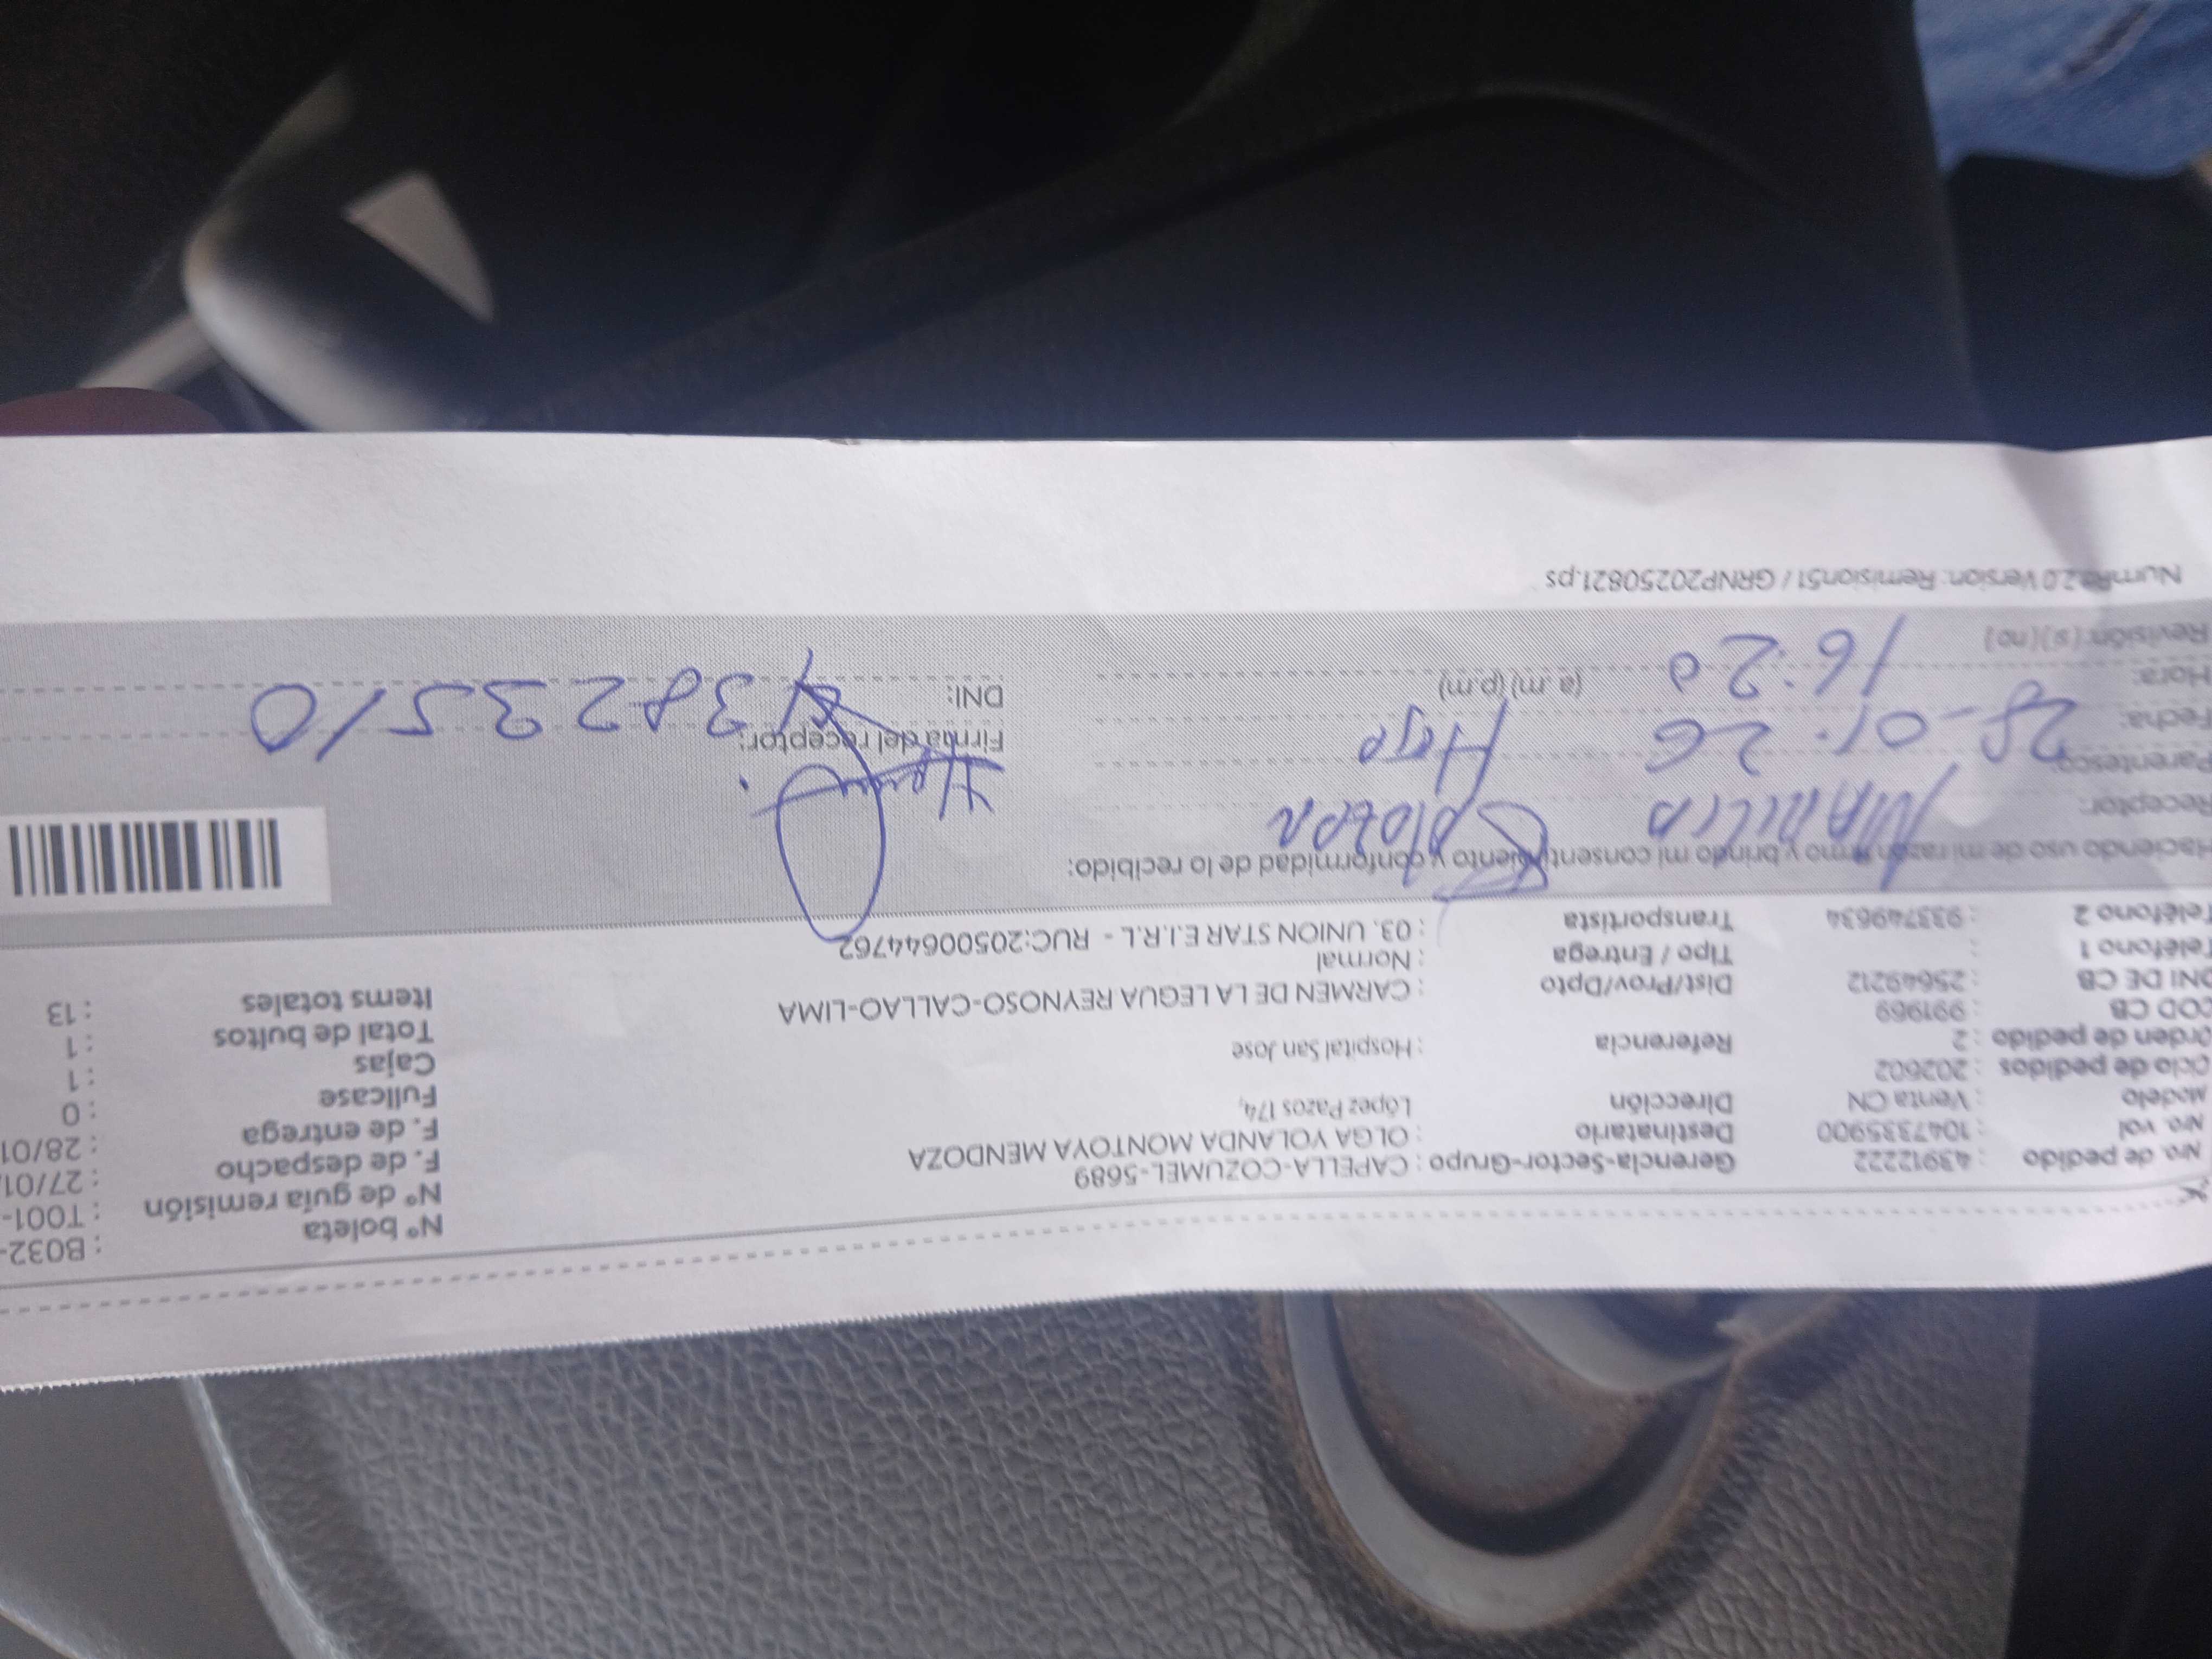 Nº boleta : B032-
Nº de guía remisión : T001-
Nro. de pedido : 43912222 Gerencia-Sector-Grupo : CAPELLA-COZUMEL-5689 F. de despacho : 27/01
Nro. vol : 1047335900 Destinatario : OLGA YOLANDA MONTOYA MENDOZA F. de entrega : 28/01
Modelo : Venta CN Dirección López Pazos 174, Fullcase : 0
Ciclo de pedidos : 202602 Cajas : 1
Orden de pedido : 2 Referencia : Hospital San Jose Total de bultos : 1
COD CB : 991969 Items totales : 13
DNI DE CB : 25649212 Dist/Prov/Dpto : CARMEN DE LA LEGUA REYNOSO-CALLAO-LIMA
Teléfono 1 : Tipo / Entrega : Normal
Teléfono 2 : 933749634 Transportista : 03. UNION STAR E.I.R.L - RUC:20500644762
Haciendo uso de mi razón firmo y brindo mi consentimiento y conformidad de lo recibido:
Receptor:
Parentesco:
Fecha: 28-01-26 Firma del receptor:
Hora: 16:20 (a.m) (p.m) DNI: 43823510
Revisión: (si)(no)
2.0 Version: Remision51 / GRNP20250821.ps